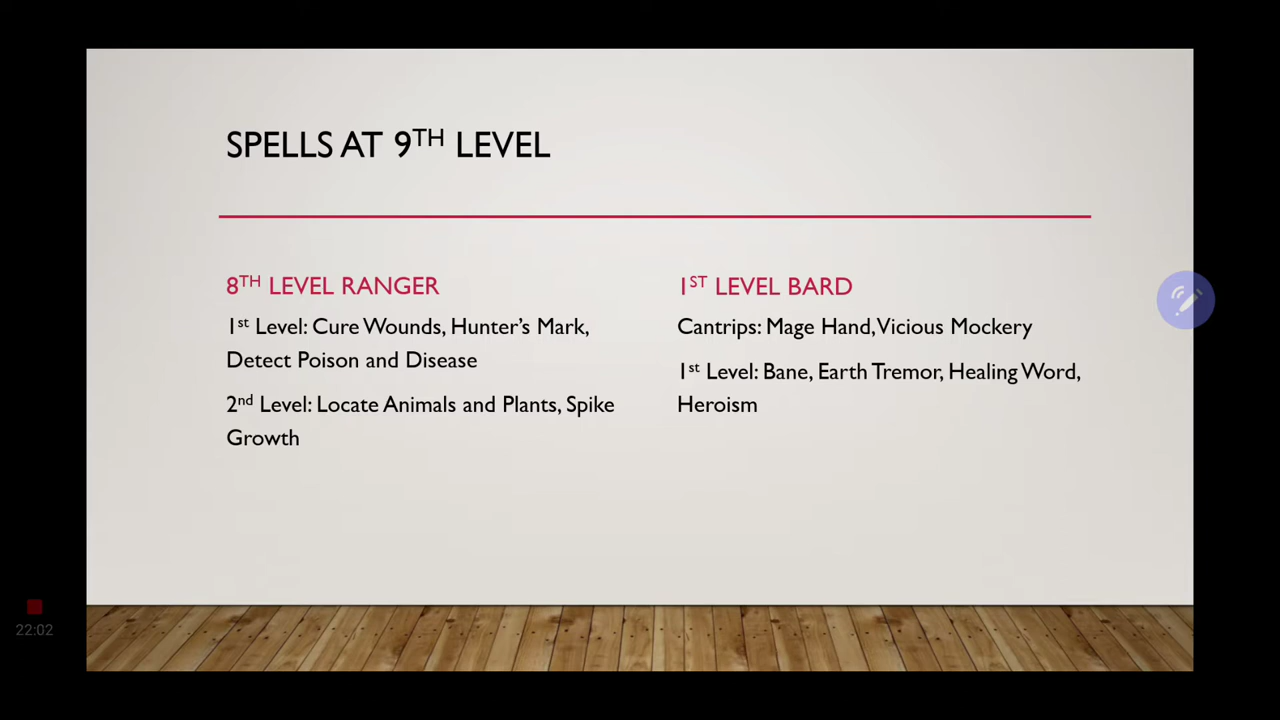 SPELLS AT 9TH LEVEL
8TH LEVEL RANGER
1st Level: Cure Wounds, Hunter's Mark,
Detect Poison and Disease
2nd Level: Locate Animals and Plants, Spike
Growth
1ST LEVEL BARD
Cantrips: Mage Hand, Vicious Mockery
1st Level: Bane, Earth Tremor, Healing Word,
Heroism
22:02